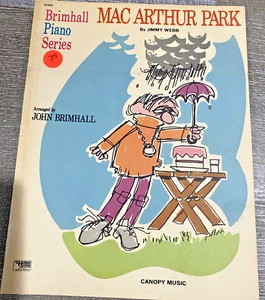 Brimhall
Piano
Series
MAC ARTHUR PARK
By JIMMY WEBB
Arranged by
JOHN BRIMHALL
CANOPY MUSIC